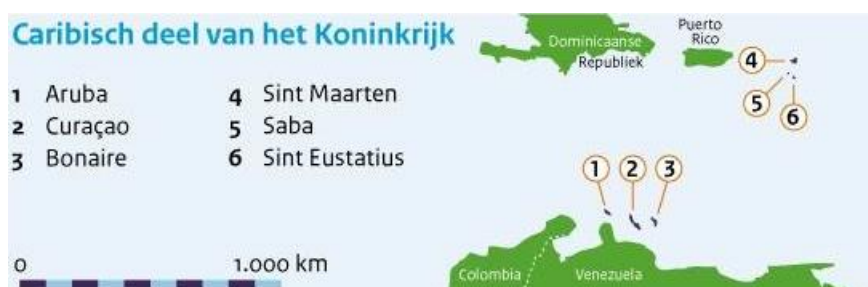 Caribisch deel van het Koninkrijk
1 Aruba
2 Curaçao
3 Bonaire
4 Sint Maarten
5 Saba
6 Sint Eustatius
0 1.000 km
Dominicaanse
Republiek
Puerto
Rico
4
5
6
1 2 3
Colombia
Venezuela